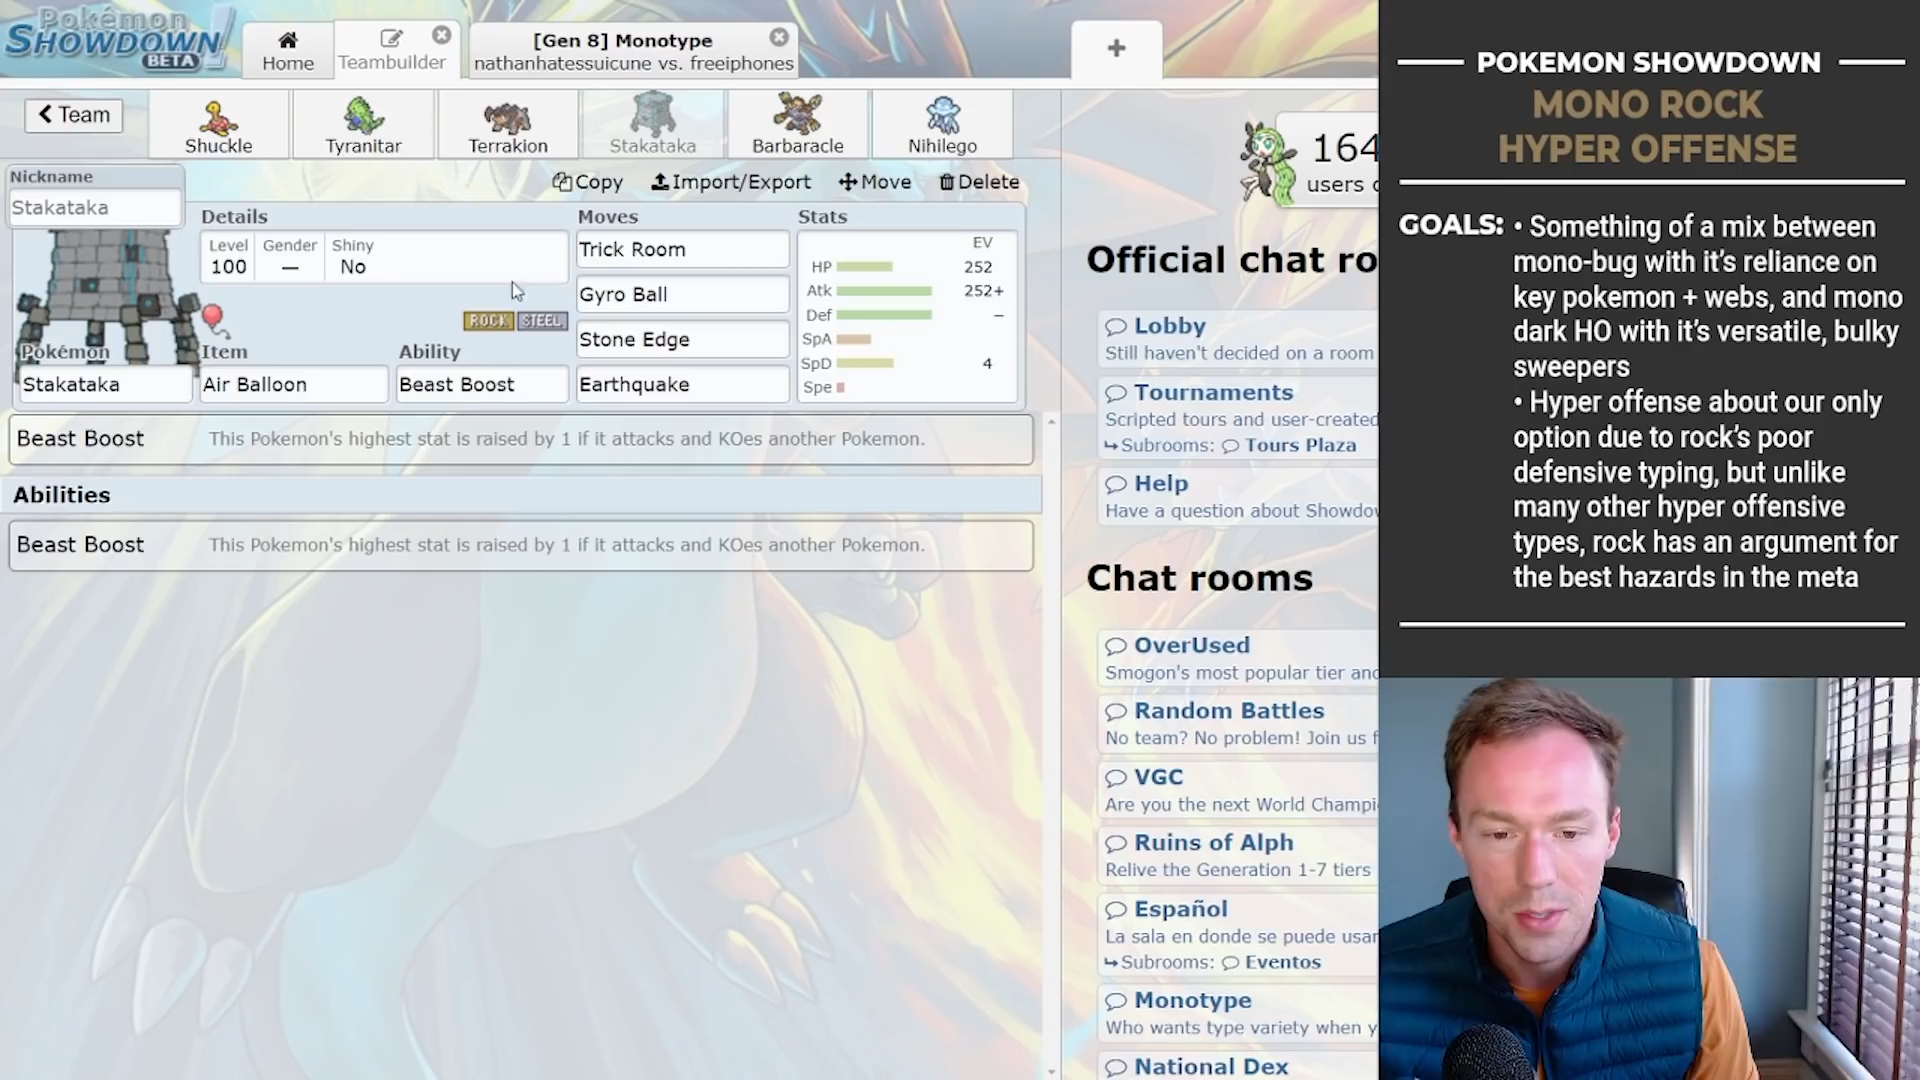 Pokémon
SHOWDOWN!
BETA
Home
Teambuilder
[Gen 8] Monotype
nathanhatessuicune vs. freeiphones
+
Team
Shuckle
Tyranitar
Terrakion
Stakataka
Barbaracle
Nihilego
Nickname
Stakataka
Copy
Import/Export
Move
Delete
Details
Moves
Stats
Level
Gender
Shiny
100
—
No
ROCK
STEEL
Pokémon
Item
Ability
Stakataka
Air Balloon
Beast Boost
Trick Room
Gyro Ball
Stone Edge
Earthquake
EV
HP 252
Atk 252+
Def –
SpA
SpD 4
Spe
Beast Boost This Pokemon's highest stat is raised by 1 if it attacks and KOes another Pokemon.
Abilities
Beast Boost This Pokemon's highest stat is raised by 1 if it attacks and KOes another Pokemon.
164
users
Official chat ro
Lobby
Still haven't decided on a room
Tournaments
Tours and user-created
Subrooms: Tours Plaza
Help
Have a question about Showdo
Chat rooms
OverUsed
Smogon's most popular tier and
Random Battles
No team? No problem! Join us f
VGC
Are you the next World Champi
Ruins of Alph
Relive the Generation 1-7 tiers
Español
La sala en donde se puede usar
Subrooms: Eventos
Monotype
Who wants type variety when y
National Dex
POKEMON SHOWDOWN
MONO ROCK
HYPER OFFENSE
GOALS: • Something of a mix between
mono-bug with it's reliance on
key pokemon + webs, and mono
dark HO with it's versatile, bulky
sweepers
• Hyper offense about our only
option due to rock's poor
defensive typing, but unlike
many other hyper offensive
types, rock has an argument for
the best hazards in the meta